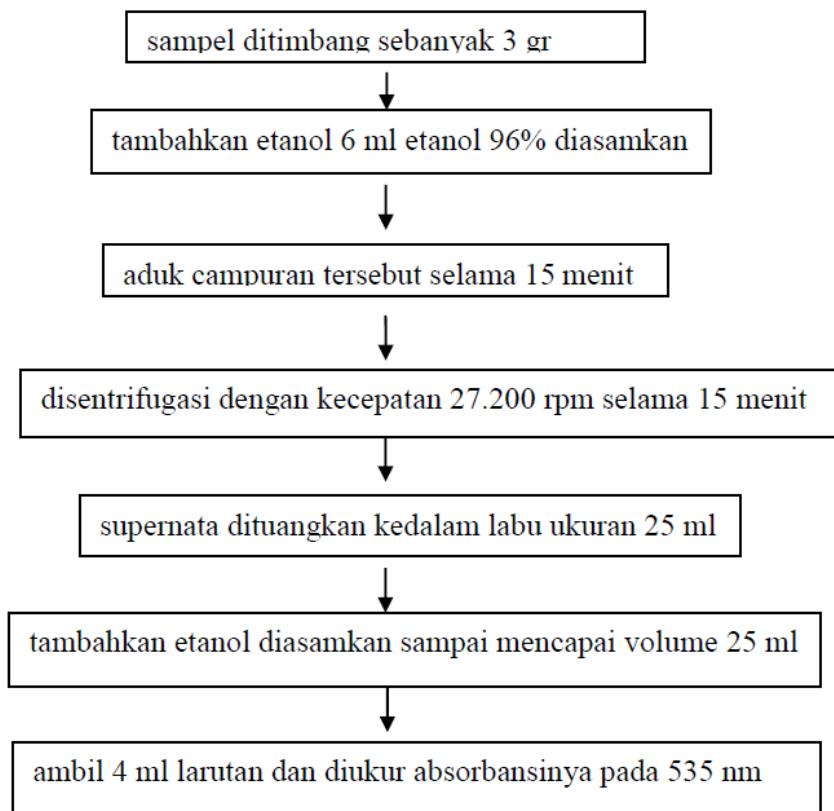 sampel ditimbang sebanyak 3 gr
tambahkan etanol 6 ml etanol 96% diasamkan
aduk campuran tersebut selama 15 menit
disentrifugasi dengan kecepatan 27.200 rpm selama 15 menit
supernata dituangkan kedalam labu ukuran 25 ml
tambahkan etanol diasamkan sampai mencapai volume 25 ml
ambil 4 ml larutan dan diukur absorbansinya pada 535 nm